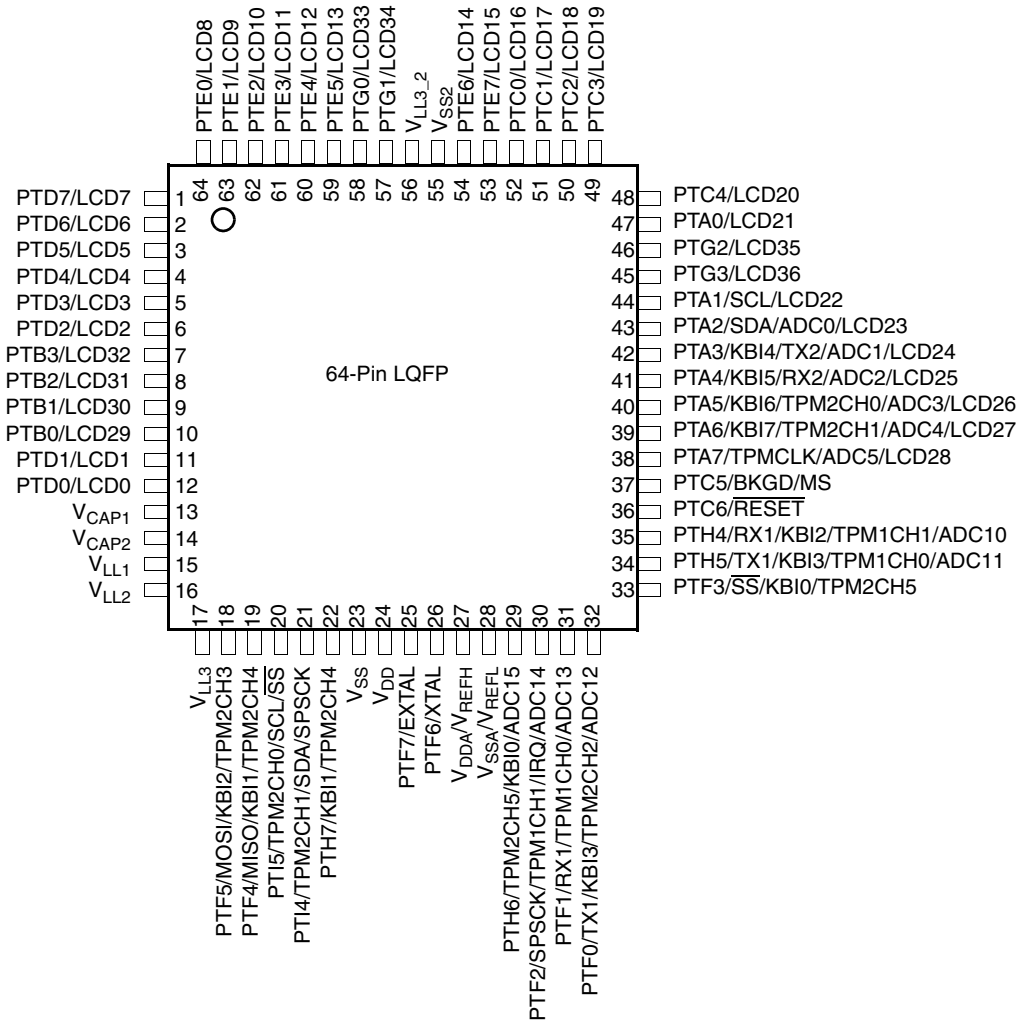 PTE0/LCD8
PTE1/LCD9
PTE2/LCD10
PTE3/LCD11
PTE4/LCD12
PTE5/LCD13
PTG0/LCD33
PTG1/LCD34
VLL3_2
VSS2
PTE6/LCD14
PTE7/LCD15
PTC0/LCD16
PTC1/LCD17
PTC2/LCD18
PTC3/LCD19
64 63 62 61 60 59 58 57 56 55 54 53 52 51 50 49
PTD7/LCD7 1
PTD6/LCD6 2
PTD5/LCD5 3
PTD4/LCD4 4
PTD3/LCD3 5
PTD2/LCD2 6
PTB3/LCD32 7
PTB2/LCD31 8
PTB1/LCD30 9
PTB0/LCD29 10
PTD1/LCD1 11
PTD0/LCD0 12
VCAP1 13
VCAP2 14
VLL1 15
VLL2 16
64-Pin LQFP
48 PTC4/LCD20
47 PTA0/LCD21
46 PTG2/LCD35
45 PTG3/LCD36
44 PTA1/SCL/LCD22
43 PTA2/SDA/ADC0/LCD23
42 PTA3/KBI4/TX2/ADC1/LCD24
41 PTA4/KBI5/RX2/ADC2/LCD25
40 PTA5/KBI6/TPM2CH0/ADC3/LCD26
39 PTA6/KBI7/TPM2CH1/ADC4/LCD27
38 PTA7/TPMCLK/ADC5/LCD28
37 PTC5/BKGD/MS
36 PTC6/RESET
35 PTH4/RX1/KBI2/TPM1CH1/ADC10
34 PTH5/TX1/KBI3/TPM1CH0/ADC11
33 PTF3/SS/KBI0/TPM2CH5
17 18 19 20 21 22 23 24 25 26 27 28 29 30 31 32
VLL3
PTF5/MOSI/KBI2/TPM2CH3
PTF4/MISO/KBI1/TPM2CH4
PTI5/TPM2CH0/SCL/SS
PTI4/TPM2CH1/SDA/SPSCK
PTH7/KBI1/TPM2CH4
VSS
VDD
PTF7/EXTAL
PTF6/XTAL
VDDA/VREFH
VSSA/VREFL
PTH6/TPM2CH5/KBI0/ADC15
PTF2/SPSCK/TPM1CH1/IRQ/ADC14
PTF1/RX1/TPM1CH0/ADC13
PTF0/TX1/KBI3/TPM2CH2/ADC12